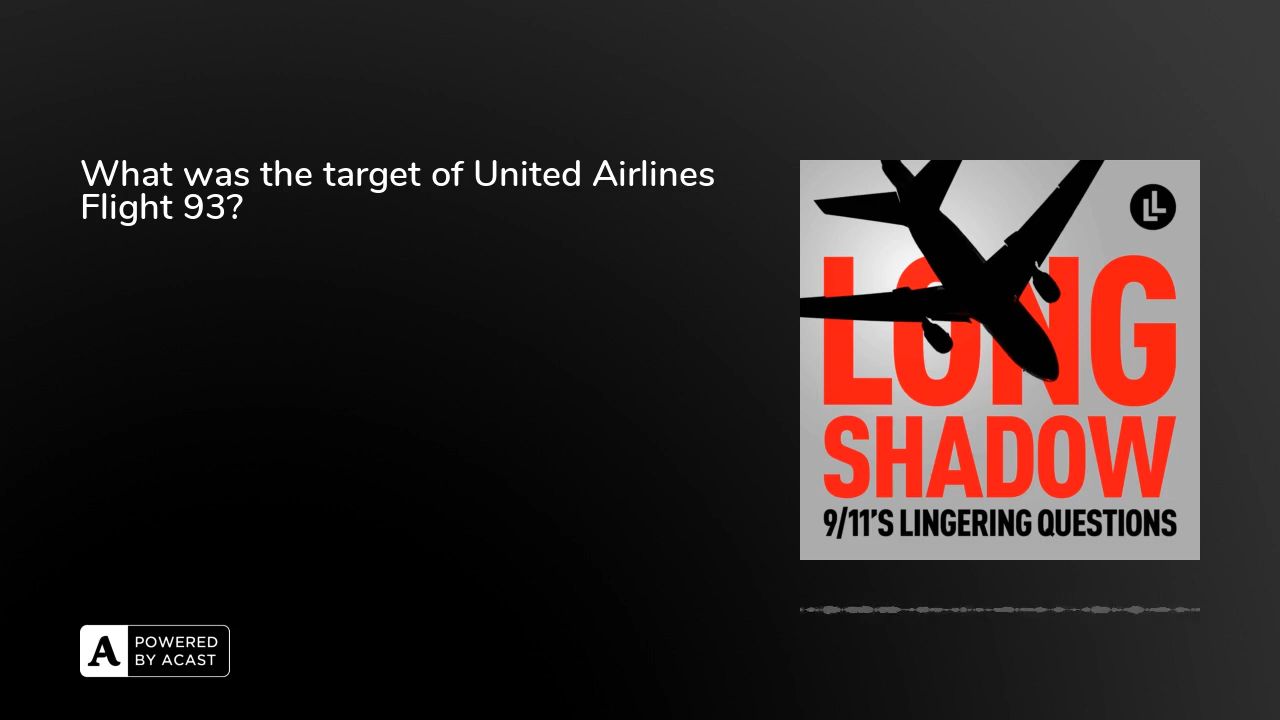 What was the target of United Airlines
Flight 93?
LL
LONG
SHADOW
9/11'S LINGERING QUESTIONS
A POWERED
BY ACAST